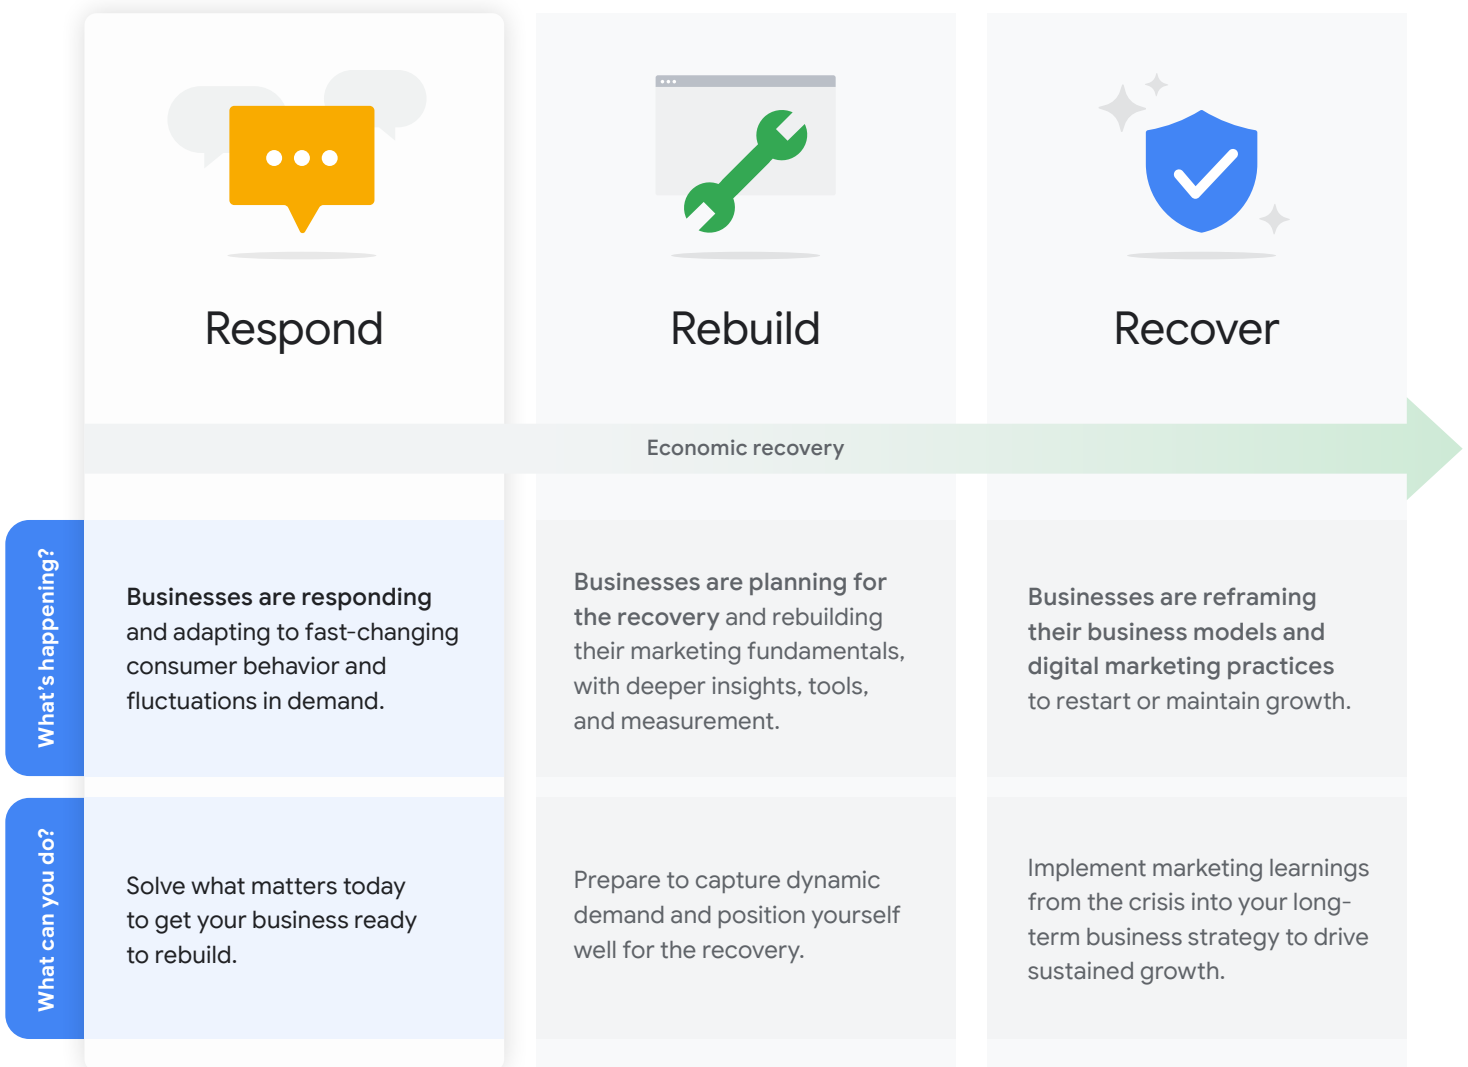 Respond
Rebuild
Recover
Economic recovery
What's happening?
Businesses are responding
and adapting to fast-changing
consumer behavior and
fluctuations in demand.
Businesses are planning for
the recovery and rebuilding
their marketing fundamentals,
with deeper insights, tools,
and measurement.
Businesses are reframing
their business models and
digital marketing practices
to restart or maintain growth.
What can you do?
Solve what matters today
to get your business ready
to rebuild.
Prepare to capture dynamic
demand and position yourself
well for the recovery.
Implement marketing learnings
from the crisis into your long-
term business strategy to drive
sustained growth.